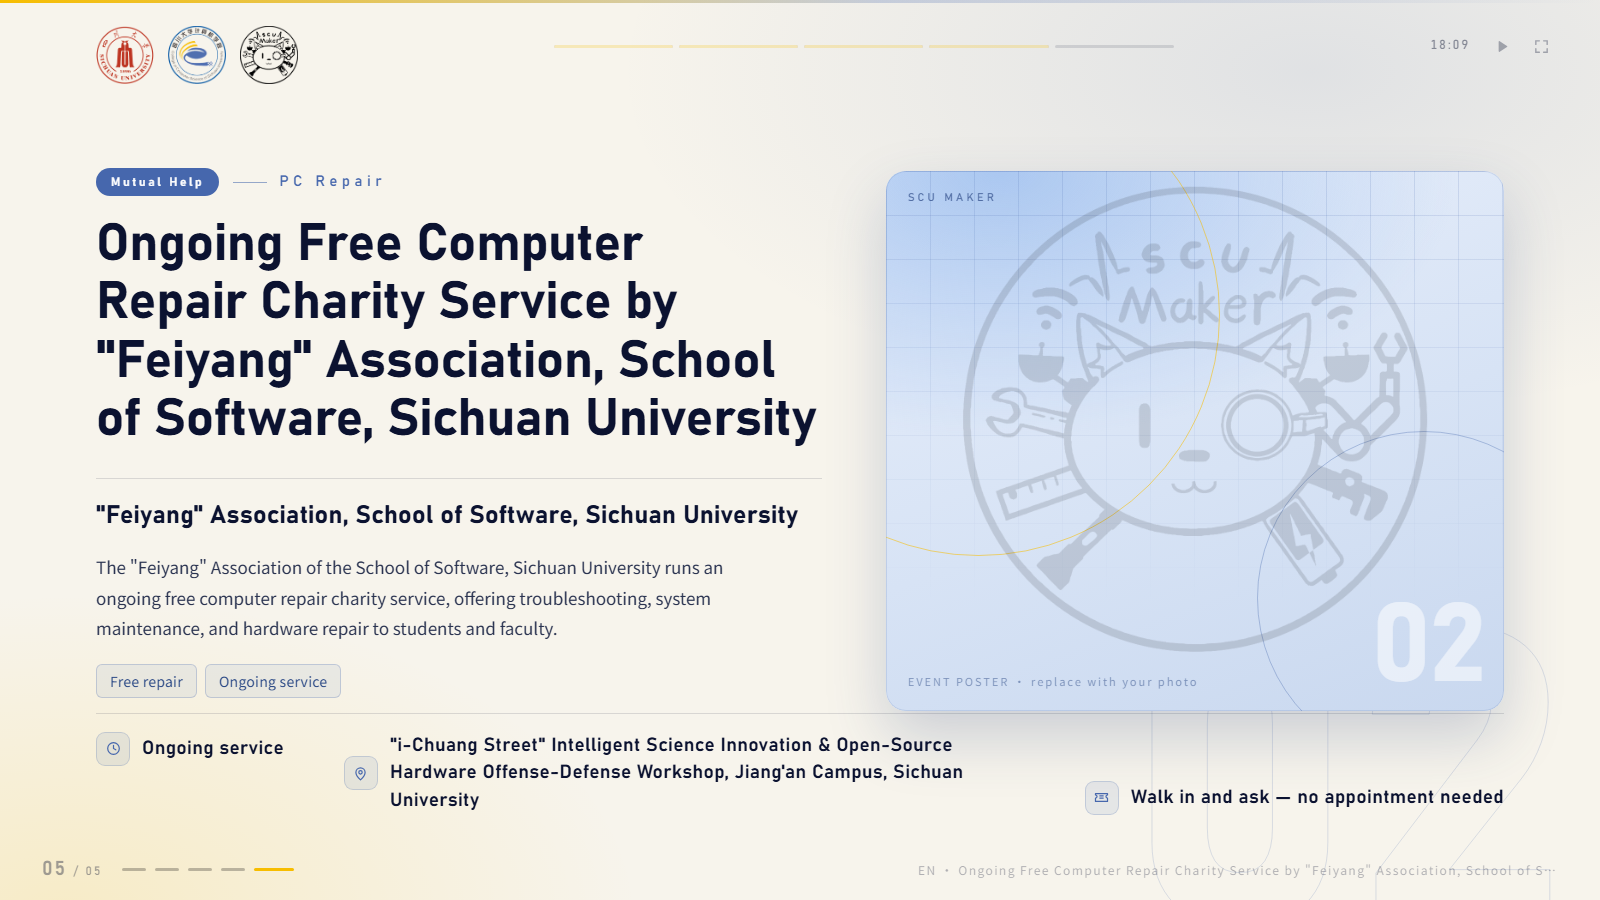 SICHUAN UNIVERSITY
scu
Maker
18:09
Mutual Help
PC Repair
Ongoing Free Computer
Repair Charity Service by
"Feiyang" Association, School
of Software, Sichuan University
"Feiyang" Association, School of Software, Sichuan University
The "Feiyang" Association of the School of Software, Sichuan University runs an
ongoing free computer repair charity service, offering troubleshooting, system
maintenance, and hardware repair to students and faculty.
Free repair
Ongoing service
SCU MAKER
scu
Maker
02
EVENT POSTER • replace with your photo
Ongoing service
"i-Chuang Street" Intelligent Science Innovation & Open-Source
Hardware Offense-Defense Workshop, Jiang'an Campus, Sichuan
University
Walk in and ask — no appointment needed
05 / 05
EN • Ongoing Free Computer Repair Charity Service by "Feiyang" Association, School of S…